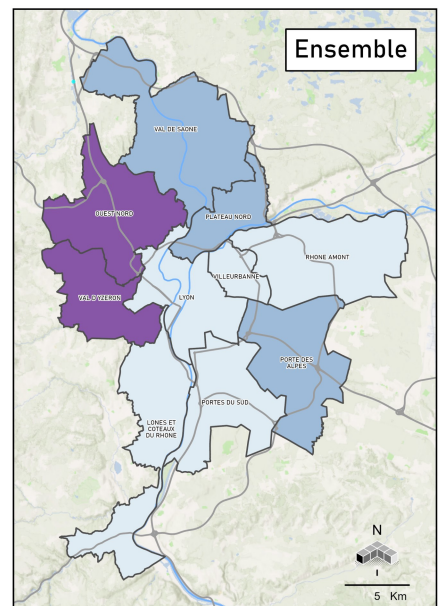 Ensemble
VAL DE SAONE
OUEST NORD
PLATEAU NORD
RHONE AMONT
VILLEURBANNE
VAL D'YZERON
LYON
PORTE DES
ALPES
PORTES DU SUD
LONES ET
COTEAUX
DU RHONE
N
5 Km